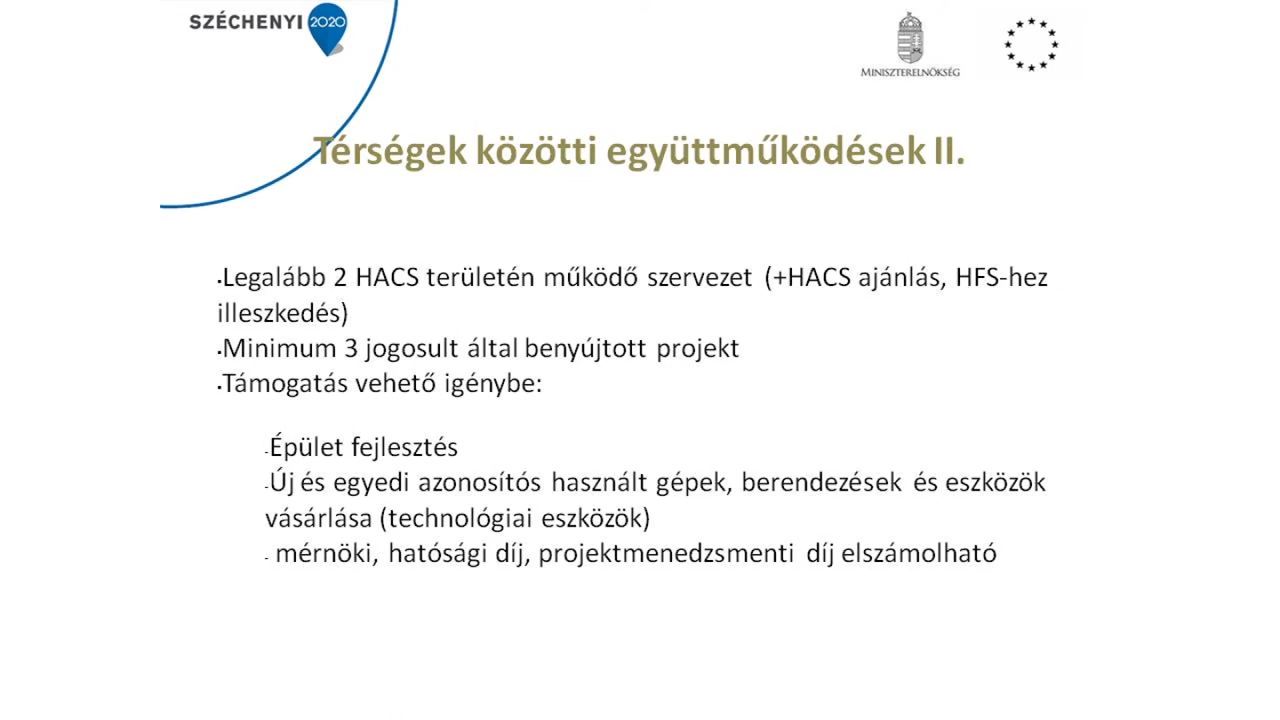 SZÉCHENYI 2020
MINISZTERELNÖKSÉG
Térségek közötti együttműködések II.
▪Legalább 2 HACS területén működő szervezet (+HACS ajánlás, HFS-hez
illeszkedés)
▪Minimum 3 jogosult által benyújtott projekt
▪Támogatás vehető igénybe:
-Épület fejlesztés
-Új és egyedi azonosítós használt gépek, berendezések és eszközök
vásárlása (technológiai eszközök)
- mérnöki, hatósági díj, projektmenedzsmenti díj elszámolható